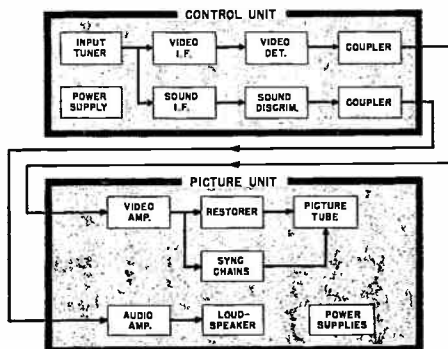 CONTROL UNIT
INPUT
TUNER
VIDEO
I.F.
VIDEO
DET.
COUPLER
POWER
SUPPLY
SOUND
I.F.
SOUND
DISCRIM.
COUPLER
PICTURE UNIT
VIDEO
AMP.
RESTORER
PICTURE
TUBE
SYNC
CHAINS
AUDIO
AMP.
LOUD-
SPEAKER
POWER
SUPPLIES